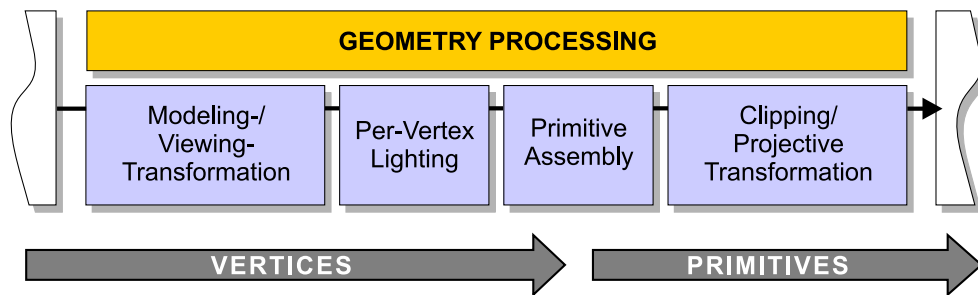 GEOMETRY PROCESSING
Modeling-/
Viewing-
Transformation
Per-Vertex
Lighting
Primitive
Assembly
Clipping/
Projective
Transformation
VERTICES
PRIMITIVES